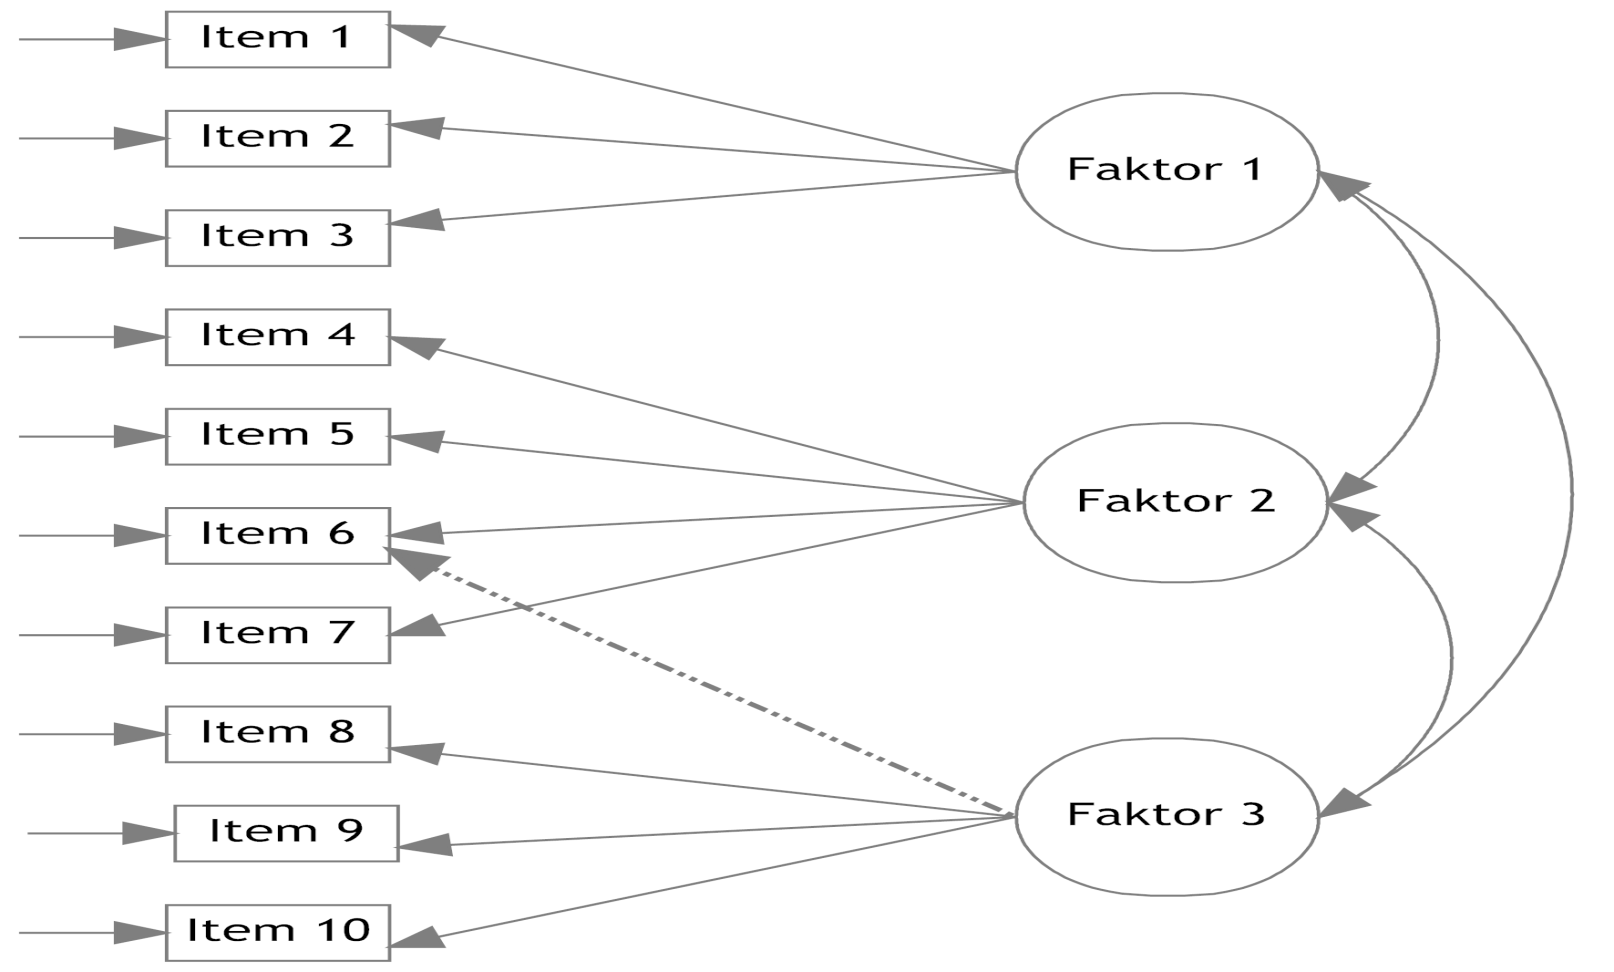 Item 1
Item 2
Item 3
Item 4
Item 5
Item 6
Item 7
Item 8
Item 9
Item 10
Faktor 1
Faktor 2
Faktor 3